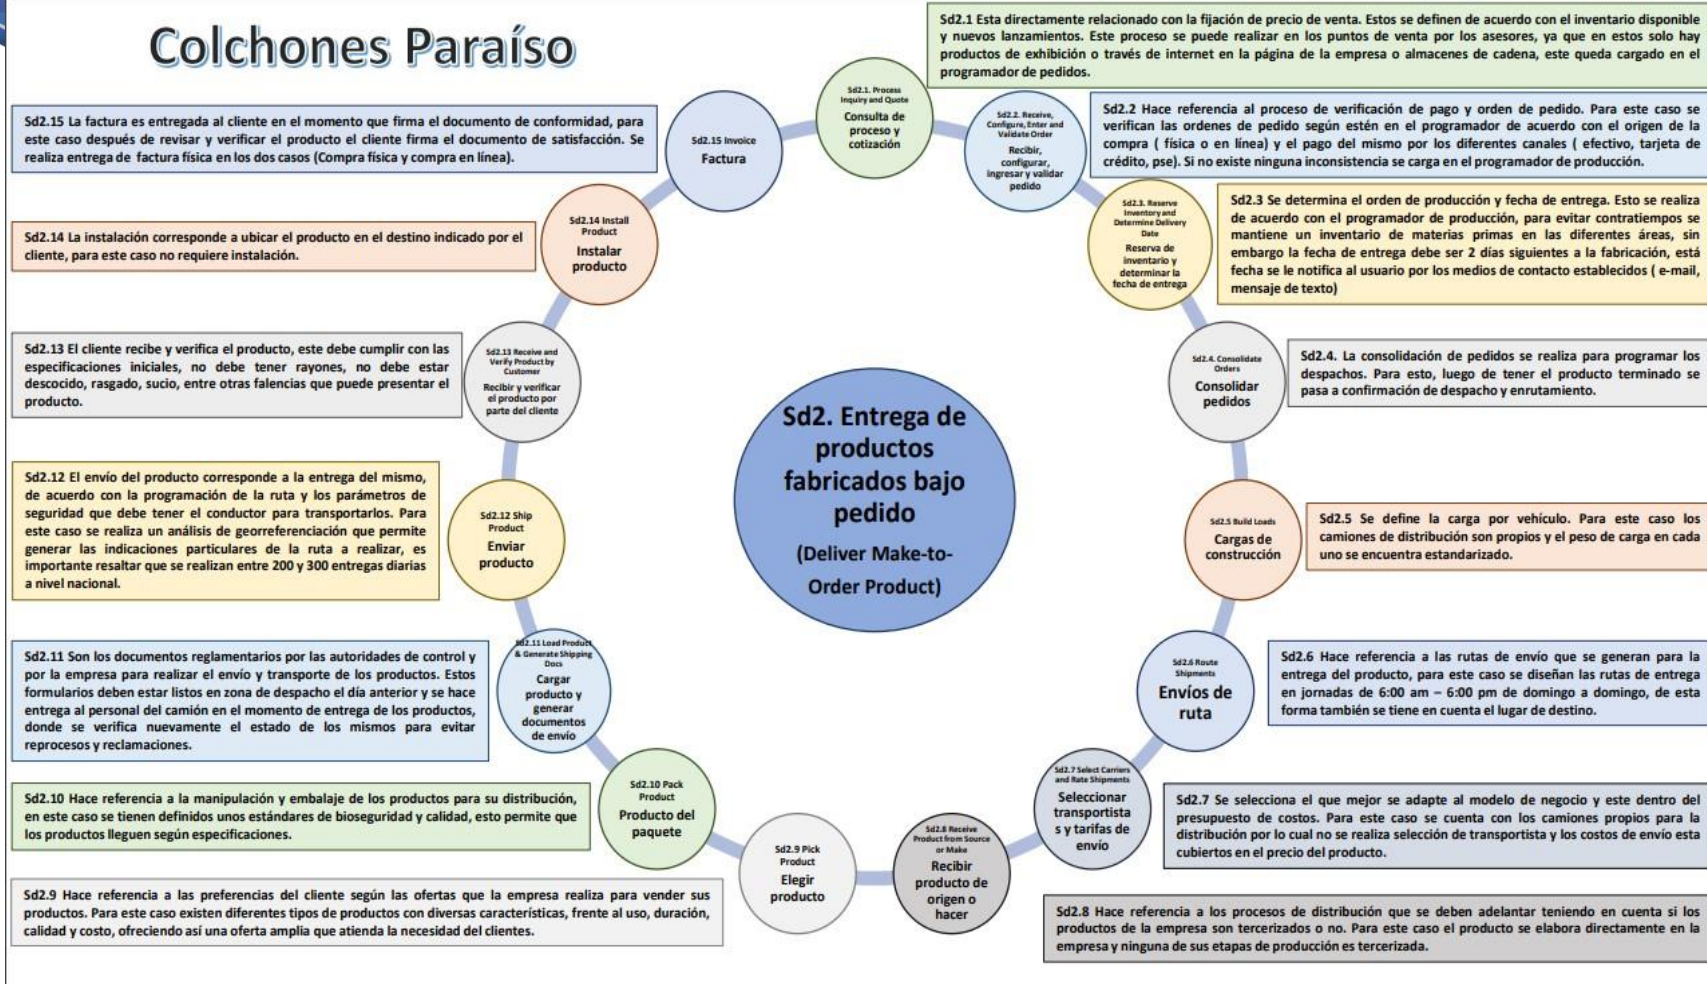 Colchones Paraíso
Sd2.1 Esta directamente relacionado con la fijación de precio de venta. Estos se definen de acuerdo con el inventario disponible
y nuevos lanzamientos. Este proceso se puede realizar en los puntos de venta por los asesores, ya que en estos solo hay
productos de exhibición o través de internet en la página de la empresa o almacenes de cadena, este queda cargado en el
programador de pedidos.
Sd2.1. Process
Inquiry and Quote
Consulta de
proceso y
cotización
Sd2.2 Hace referencia al proceso de verificación de pago y orden de pedido. Para este caso se
verifican las ordenes de pedido según estén en el programador de acuerdo con el origen de la
compra ( física o en línea) y el pago del mismo por los diferentes canales ( efectivo, tarjeta de
crédito, pse). Si no existe ninguna inconsistencia se carga en el programador de producción.
Sd2.2. Receive,
Configure, Enter and
Validate Order
Recibir,
configurar,
ingresar y validar
pedido
Sd2.3 Se determina el orden de producción y fecha de entrega. Esto se realiza
de acuerdo con el programador de producción, para evitar contratiempos se
mantiene un inventario de materias primas en las diferentes áreas, sin
embargo la fecha de entrega debe ser 2 días siguientes a la fabricación, está
fecha se le notifica al usuario por los medios de contacto establecidos ( e-mail,
mensaje de texto)
Sd2.3. Reserve
Inventory and
Determine Delivery
Date
Reserva de
inventario y
determinar la
fecha de entrega
Sd2.4. Consolidate
Orders
Consolidar
pedidos
Sd2.4. La consolidación de pedidos se realiza para programar los
despachos. Para esto, luego de tener el producto terminado se
pasa a confirmación de despacho y enrutamiento.
Sd2.5 Build Loads
Cargas de
construcción
Sd2.5 Se define la carga por vehículo. Para este caso los
camiones de distribución son propios y el peso de carga en cada
uno se encuentra estandarizado.
Sd2.6 Route
Shipments
Envíos de
ruta
Sd2.6 Hace referencia a las rutas de envío que se generan para la
entrega del producto, para este caso se diseñan las rutas de entrega
en jornadas de 6:00 am – 6:00 pm de domingo a domingo, de esta
forma también se tiene en cuenta el lugar de destino.
Sd2.7 Select Carriers
and Rate Shipments
Seleccionar
transportista
s y tarifas de
envío
Sd2.7 Se selecciona el que mejor se adapte al modelo de negocio y este dentro del
presupuesto de costos. Para este caso se cuenta con los camiones propios para la
distribución por lo cual no se realiza selección de transportista y los costos de envío esta
cubiertos en el precio del producto.
Sd2.8 Receive
Product from Source
or Make
Recibir
producto de
origen o
hacer
Sd2.8 Hace referencia a los procesos de distribución que se deben adelantar teniendo en cuenta si los
productos de la empresa son tercerizados o no. Para este caso el producto se elabora directamente en la
empresa y ninguna de sus etapas de producción es tercerizada.
Sd2.9 Pick
Product
Elegir
producto
Sd2.9 Hace referencia a las preferencias del cliente según las ofertas que la empresa realiza para vender sus
productos. Para este caso existen diferentes tipos de productos con diversas características, frente al uso, duración,
calidad y costo, ofreciendo así una oferta amplia que atienda la necesidad del clientes.
Sd2.10 Pack
Product
Producto del
paquete
Sd2.10 Hace referencia a la manipulación y embalaje de los productos para su distribución,
en este caso se tienen definidos unos estándares de bioseguridad y calidad, esto permite que
los productos lleguen según especificaciones.
Sd2.11 Load Product
& Generate Shipping
Docs
Cargar
producto y
generar
documentos
de envío
Sd2.11 Son los documentos reglamentarios por las autoridades de control y
por la empresa para realizar el envío y transporte de los productos. Estos
formularios deben estar listos en zona de despacho el día anterior y se hace
entrega al personal del camión en el momento de entrega de los productos,
donde se verifica nuevamente el estado de los mismos para evitar
reprocesos y reclamaciones.
Sd2.12 Ship
Product
Enviar
producto
Sd2.12 El envío del producto corresponde a la entrega del mismo,
de acuerdo con la programación de la ruta y los parámetros de
seguridad que debe tener el conductor para transportarlos. Para
este caso se realiza un análisis de georreferenciación que permite
generar las indicaciones particulares de la ruta a realizar, es
importante resaltar que se realizan entre 200 y 300 entregas diarias
a nivel nacional.
Sd2.13 Receive and
Verify Product by
Customer
Recibir y verificar
el producto por
parte del cliente
Sd2.13 El cliente recibe y verifica el producto, este debe cumplir con las
especificaciones iniciales, no debe tener rayones, no debe estar
descocido, rasgado, sucio, entre otras falencias que puede presentar el
producto.
Sd2.14 Install
Product
Instalar
producto
Sd2.14 La instalación corresponde a ubicar el producto en el destino indicado por el
cliente, para este caso no requiere instalación.
Sd2.15 Invoice
Factura
Sd2.15 La factura es entregada al cliente en el momento que firma el documento de conformidad, para
este caso después de revisar y verificar el producto el cliente firma el documento de satisfacción. Se
realiza entrega de factura física en los dos casos (Compra física y compra en línea).
Sd2. Entrega de
productos
fabricados bajo
pedido
(Deliver Make-to-
Order Product)